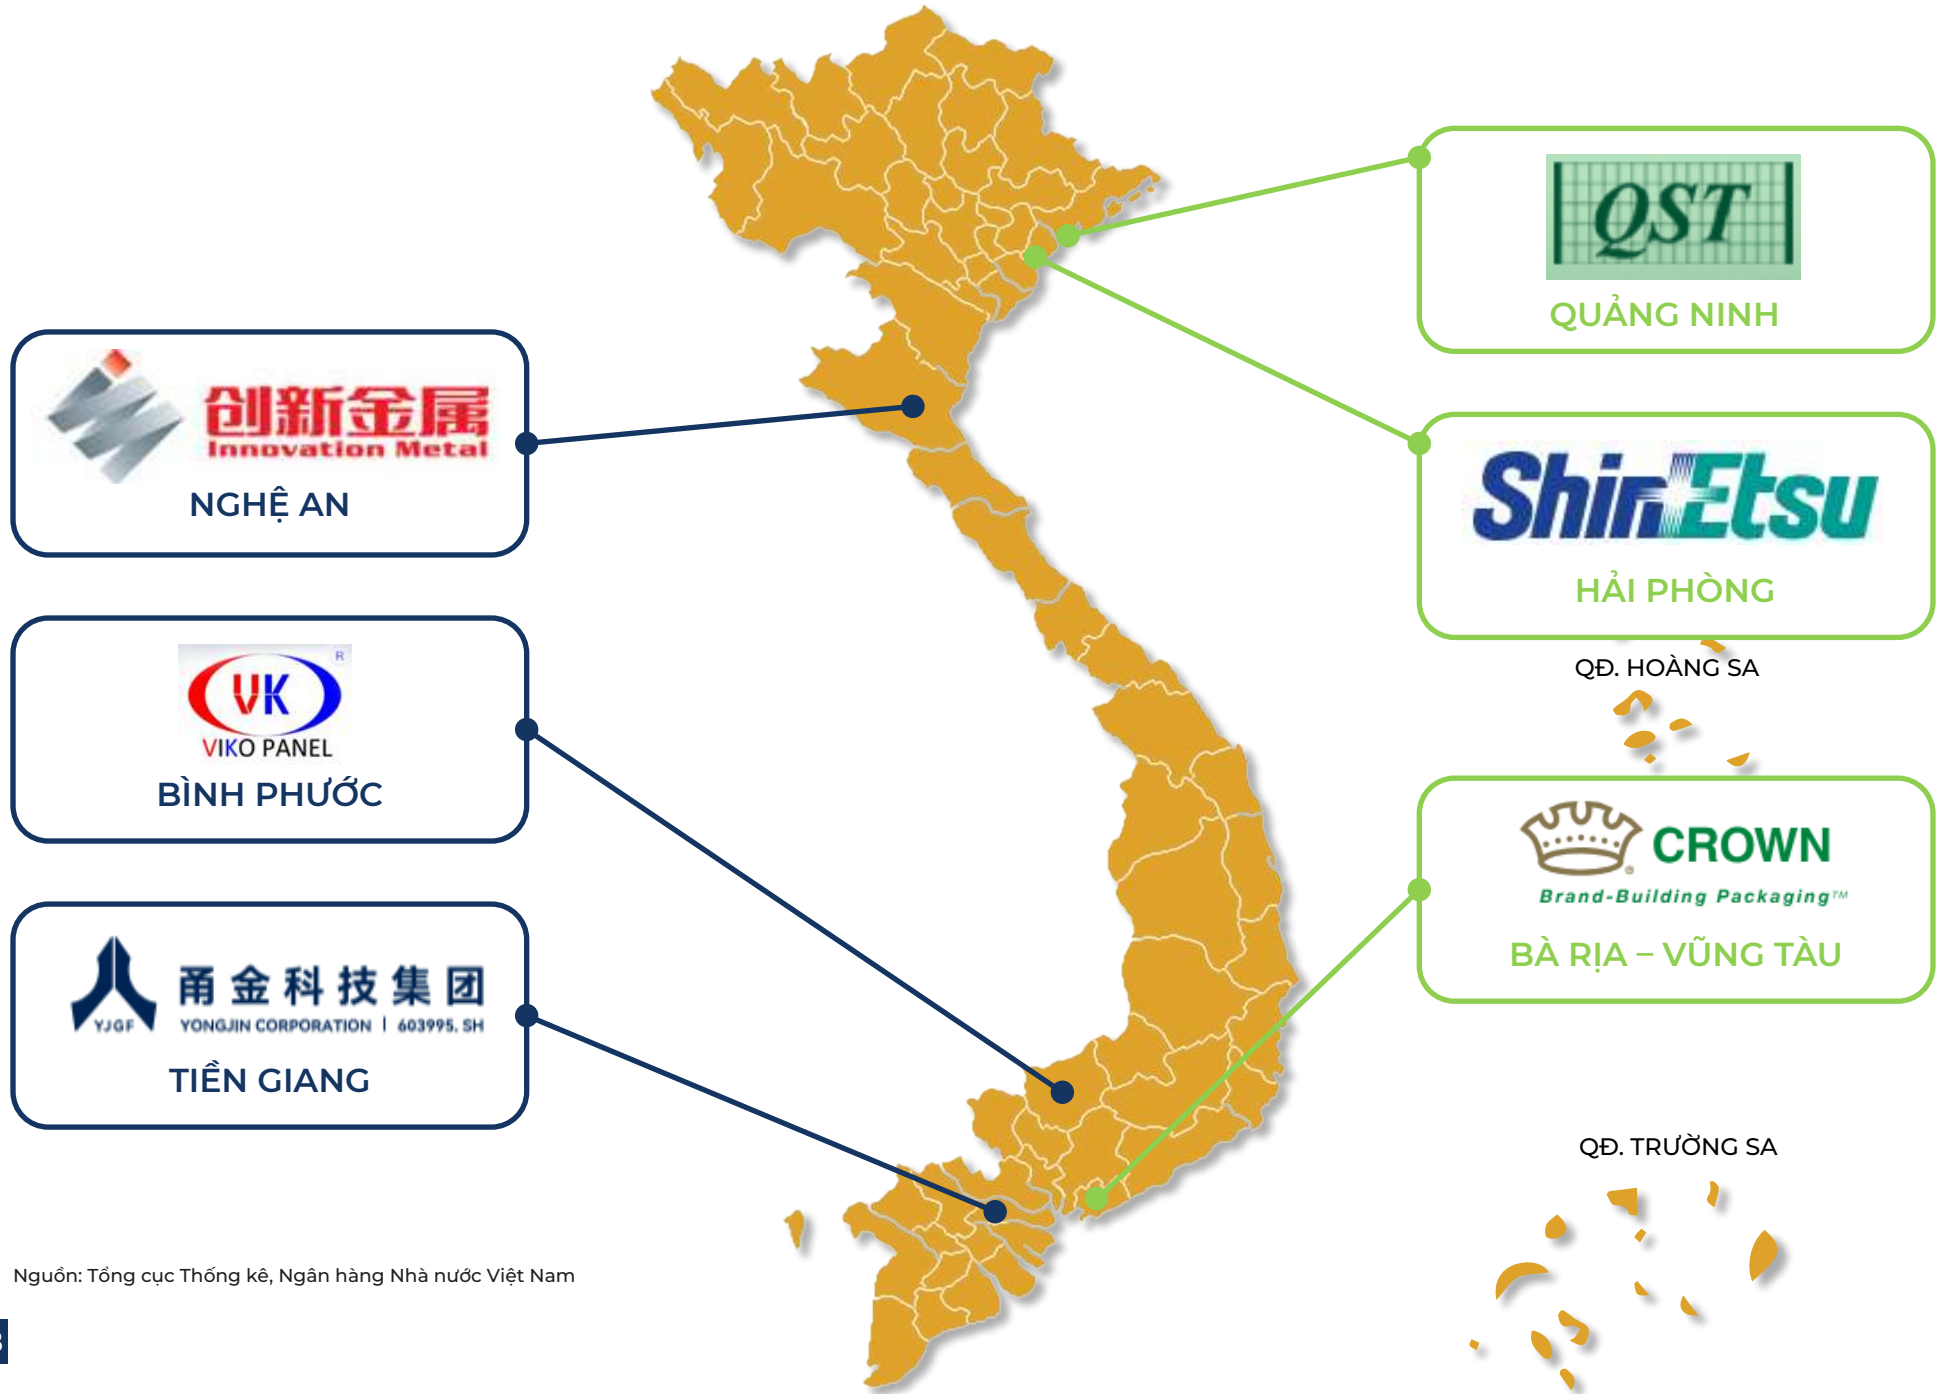 QST
QUẢNG NINH
创新金属
Innovation Metal
NGHỆ AN
Shin-Etsu
HẢI PHÒNG
QĐ. HOÀNG SA
R
VK
VIKO PANEL
BÌNH PHƯỚC
CROWN
®
Brand-Building Packaging™
BÀ RỊA – VŨNG TÀU
甬金科技集团
YJGF
YONGJIN CORPORATION | 603995.SH
TIỀN GIANG
QĐ. TRƯỜNG SA
Nguồn: Tổng cục Thống kê, Ngân hàng Nhà nước Việt Nam